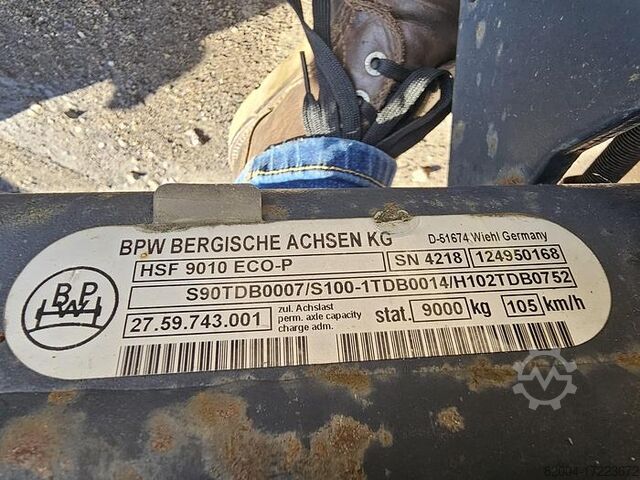 BPW BERGISCHE ACHSEN KG D-51674 Wiehl Germany
HSF 9010 ECO-P SN 4218 124950168
S90TDB0007/S100-1TDB0014/H102TDB0752
BPW
27.59.743.001 zul. Achslast perm. axle capacity charge adm. stat. 9000 kg 105 km/h